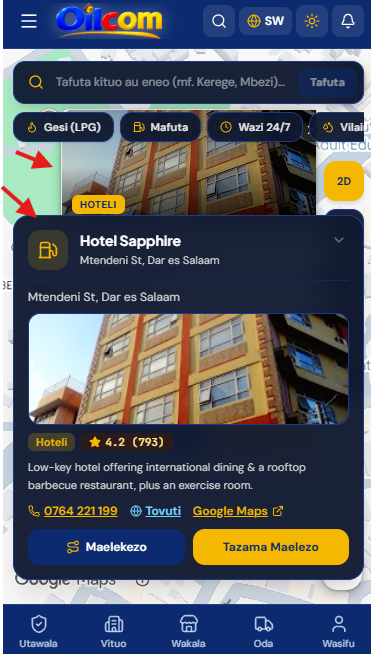 Oilcom
SW
Tafuta kituo au eneo (mf. Kerege, Mbezi)...
Tafuta
Gesi (LPG)
Mafuta
Wazi 24/7
Vilai
Adult Edu
2D
HOTELI
Hotel Sapphire
Mtendeni St, Dar es Salaam
Mtendeni St, Dar es Salaam
Hoteli
4.2 (793)
Low-key hotel offering international dining & a rooftop
barbecue restaurant, plus an exercise room.
0764 221 199
Tovuti
Google Maps
Maelekezo
Tazama Maelezo
Google Maps
Utawala
Vituo
Wakala
Oda
Wasifu